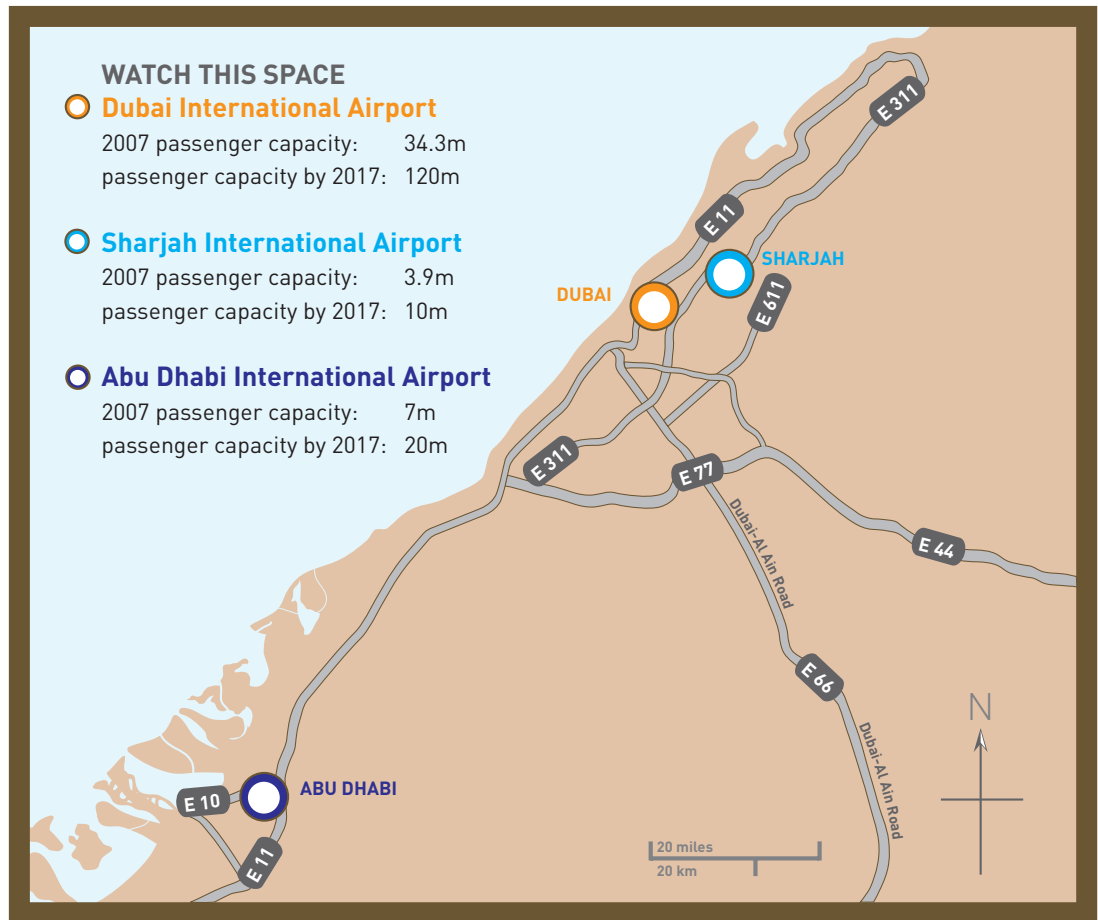 WATCH THIS SPACE
Dubai International Airport
2007 passenger capacity: 34.3m
passenger capacity by 2017: 120m
Sharjah International Airport
2007 passenger capacity: 3.9m
passenger capacity by 2017: 10m
Abu Dhabi International Airport
2007 passenger capacity: 7m
passenger capacity by 2017: 20m
E 311
E 11
SHARJAH
DUBAI
E 611
E 311
E 77
Dubai-Al Ain Road
E 44
E 66
Dubai-Al Ain Road
N
ABU DHABI
E 10
E 11
20 miles
20 km